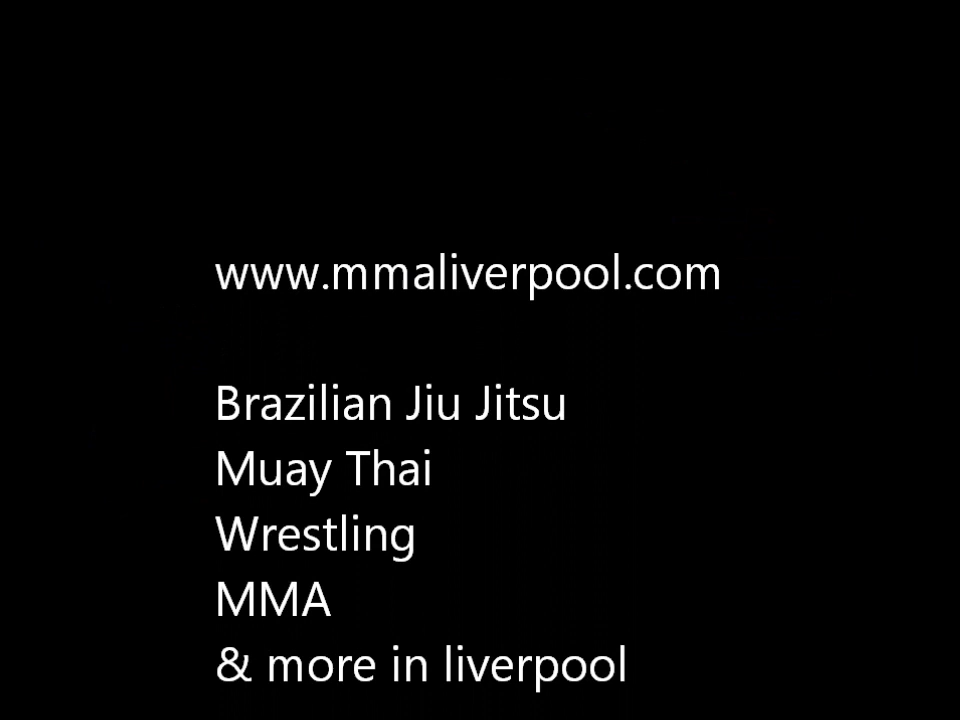 www.mmaliverpool.com
Brazilian Jiu Jitsu
Muay Thai
Wrestling
MMA
& more in liverpool